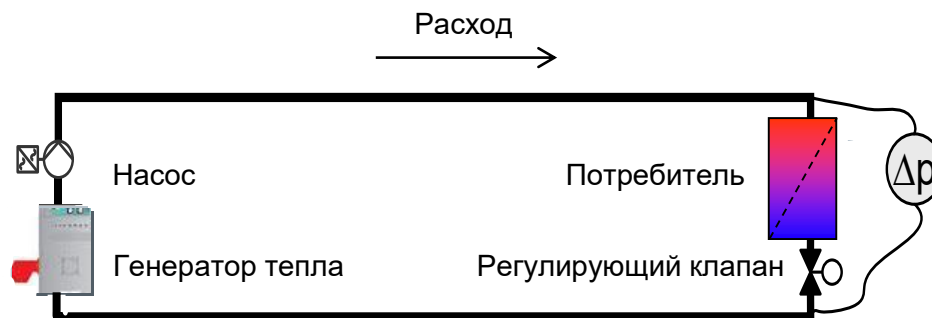 Расход
Насос
Потребитель
Δp
Генератор тепла
Регулирующий клапан